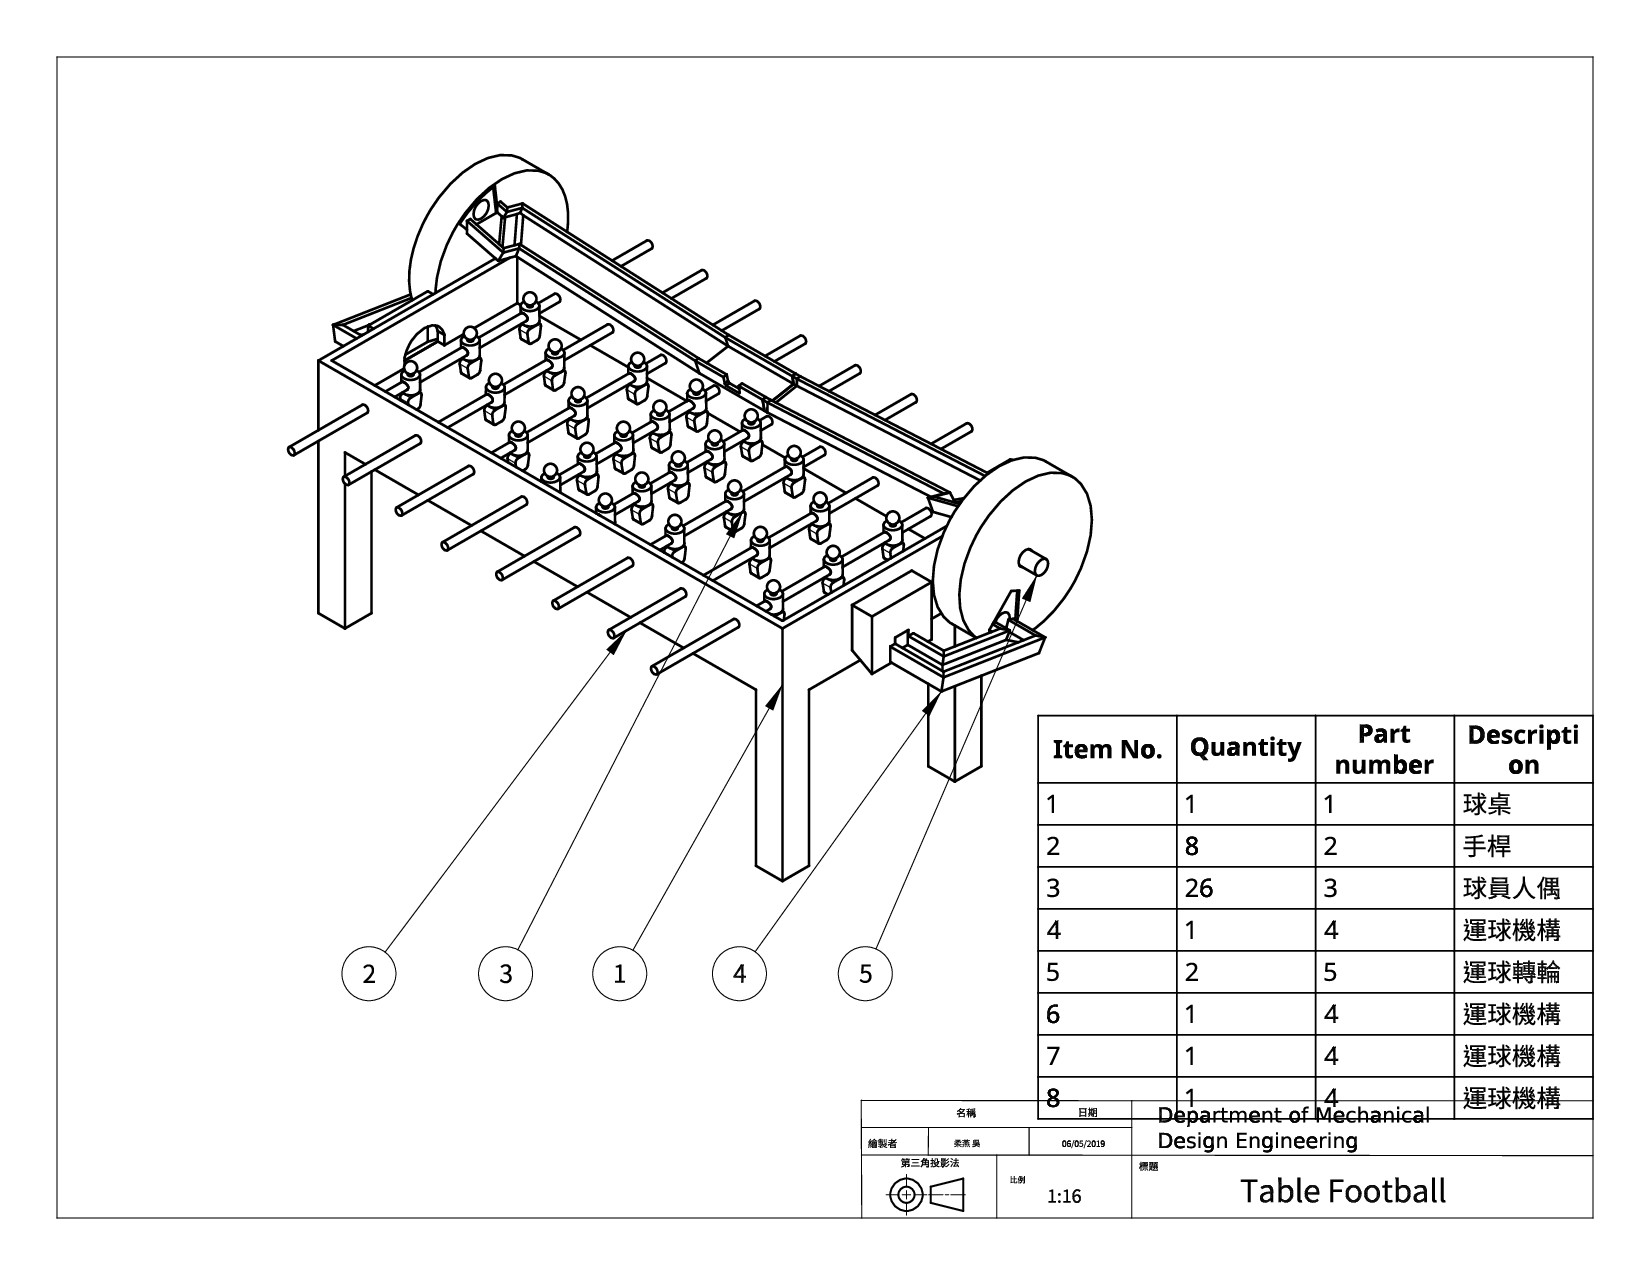 2
3
1
4
5
Item No. Quantity Part number Descripti
on
1 1 1 球桌
2 8 2 手桿
3 26 3 球員人偶
4 1 4 運球機構
5 2 5 運球轉輪
6 1 4 運球機構
7 1 4 運球機構
8 1 4 運球機構
名稱 日期
Department of Mechanical
Design Engineering
繪製者 柔燕 吳 06/05/2019
第三角投影法
比例
1:16
標題
Table Football